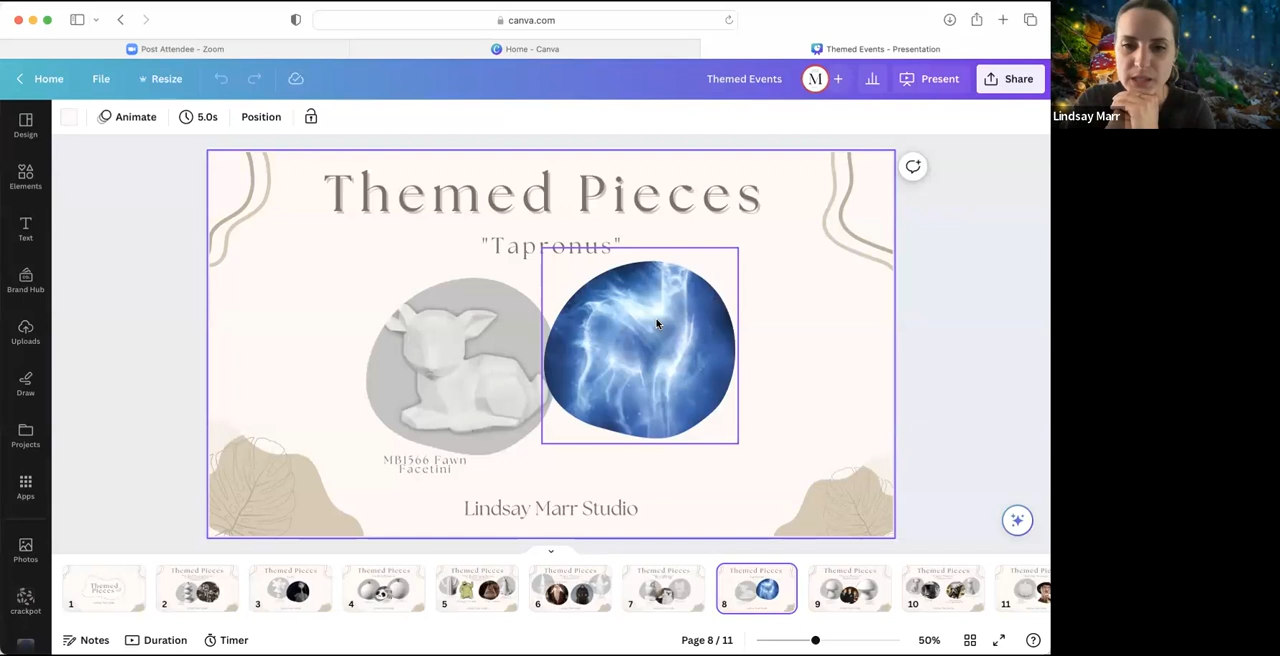 canva.com
Post Attendee - Zoom
Home - Canva
Themed Events - Presentation
Home
File
Resize
Themed Events
M
Present
Share
Lindsay Marr
Animate
5.0s
Position
Design
Elements
Text
Brand Hub
Uploads
Draw
Projects
Apps
Photos
crackpot
Themed Pieces
"Tapronus"
MBJ566 Fawn
Facetini
Lindsay Marr Studio
1
2
3
4
5
6
7
8
9
10
11
Notes
Duration
Timer
Page 8 / 11
50%